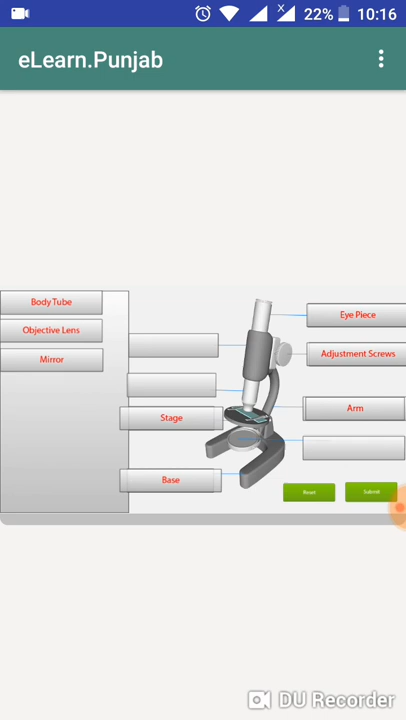 22% 10:16
eLearn.Punjab
Body Tube
Objective Lens
Mirror
Stage
Base
Eye Piece
Adjustment Screws
Arm
Reset
Submit
DU Recorder